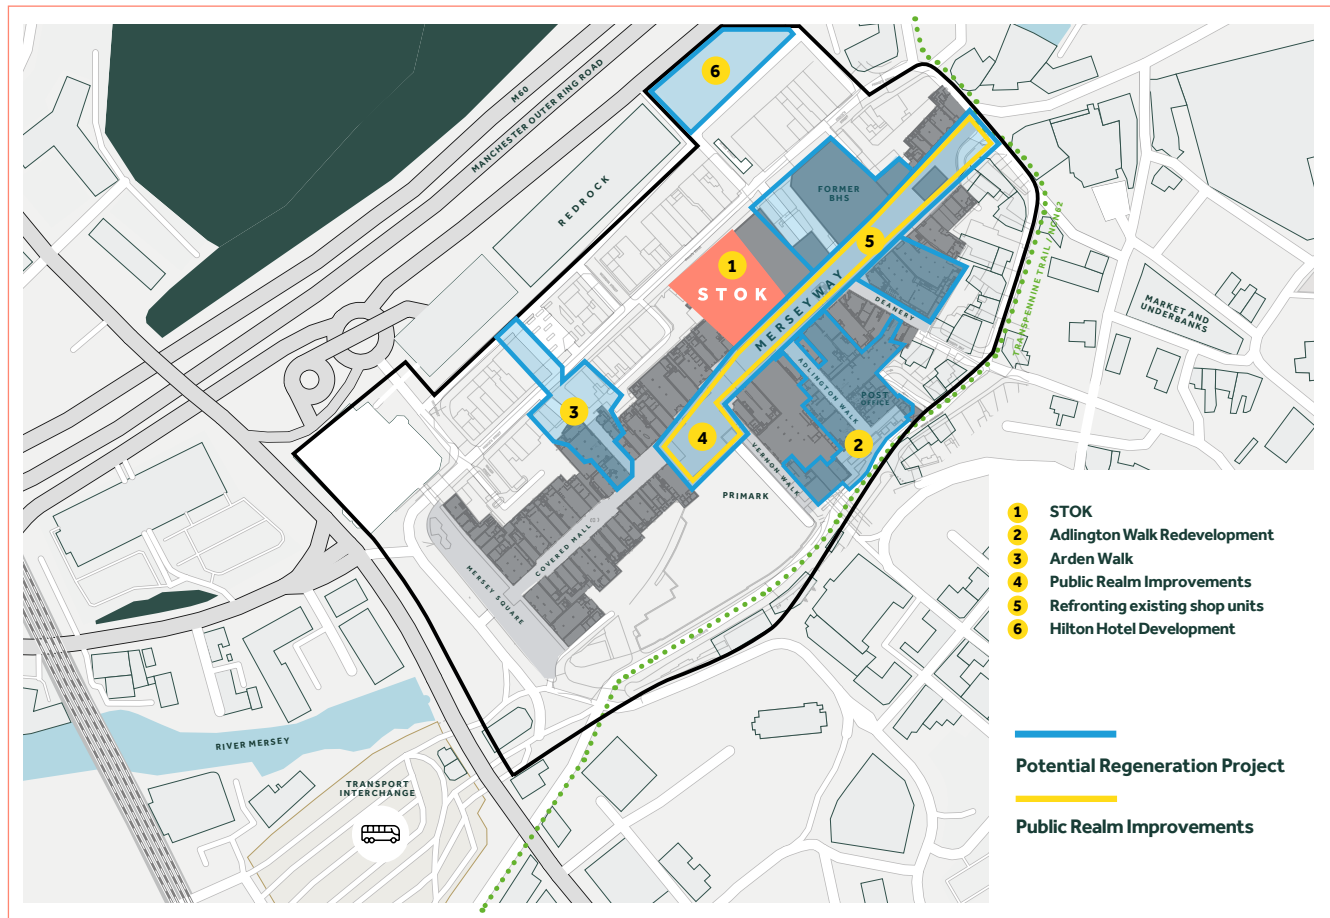 M60
MANCHESTER OUTER RING ROAD
6
REDROCK
FORMER
BHS
5
1
STOK
MERSEYWAY
DEANERY
TRANSPENNINE TRAIL / NCN62
MARKET AND
UNDERBANKS
ADLINGTON WALK
POST
OFFICE
3
4
2
VERNON WALK
PRIMARK
COVERED MALL
MERSEY SQUARE
RIVER MERSEY
TRANSPORT
INTERCHANGE
1 STOK
2 Adlington Walk Redevelopment
3 Arden Walk
4 Public Realm Improvements
5 Refronting existing shop units
6 Hilton Hotel Development
Potential Regeneration Project
Public Realm Improvements